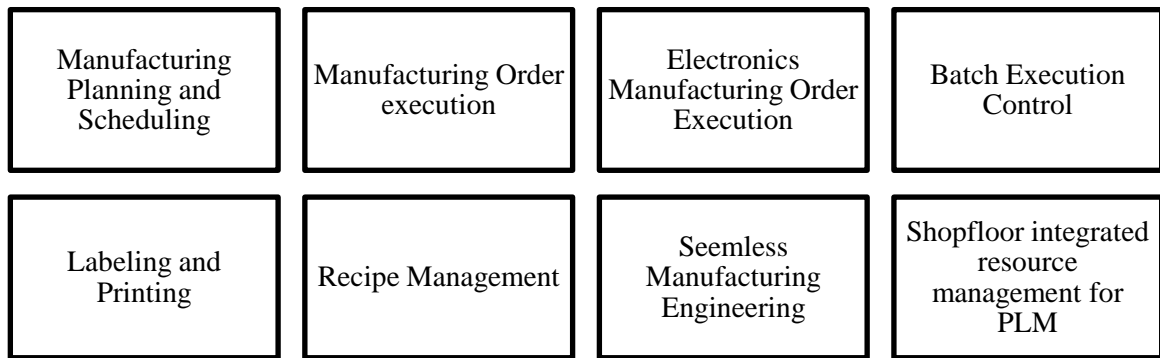 Manufacturing
Planning and
Scheduling
Manufacturing Order
execution
Electronics
Manufacturing Order
Execution
Batch Execution
Control
Labeling and
Printing
Recipe Management
Seemless
Manufacturing
Engineering
Shopfloor integrated
resource
management for
PLM